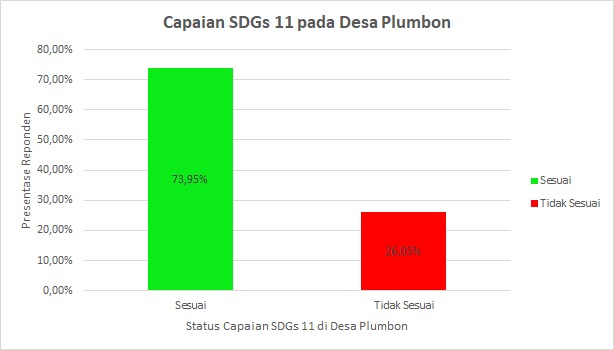 Capaian SDGs 11 pada Desa Plumbon
80,00%
70,00%
60,00%
50,00%
40,00%
30,00%
20,00%
10,00%
0,00%
Presentase Reponden
73,95%
26,05%
Sesuai
Tidak Sesuai
Status Capaian SDGs 11 di Desa Plumbon
Sesuai
Tidak Sesuai